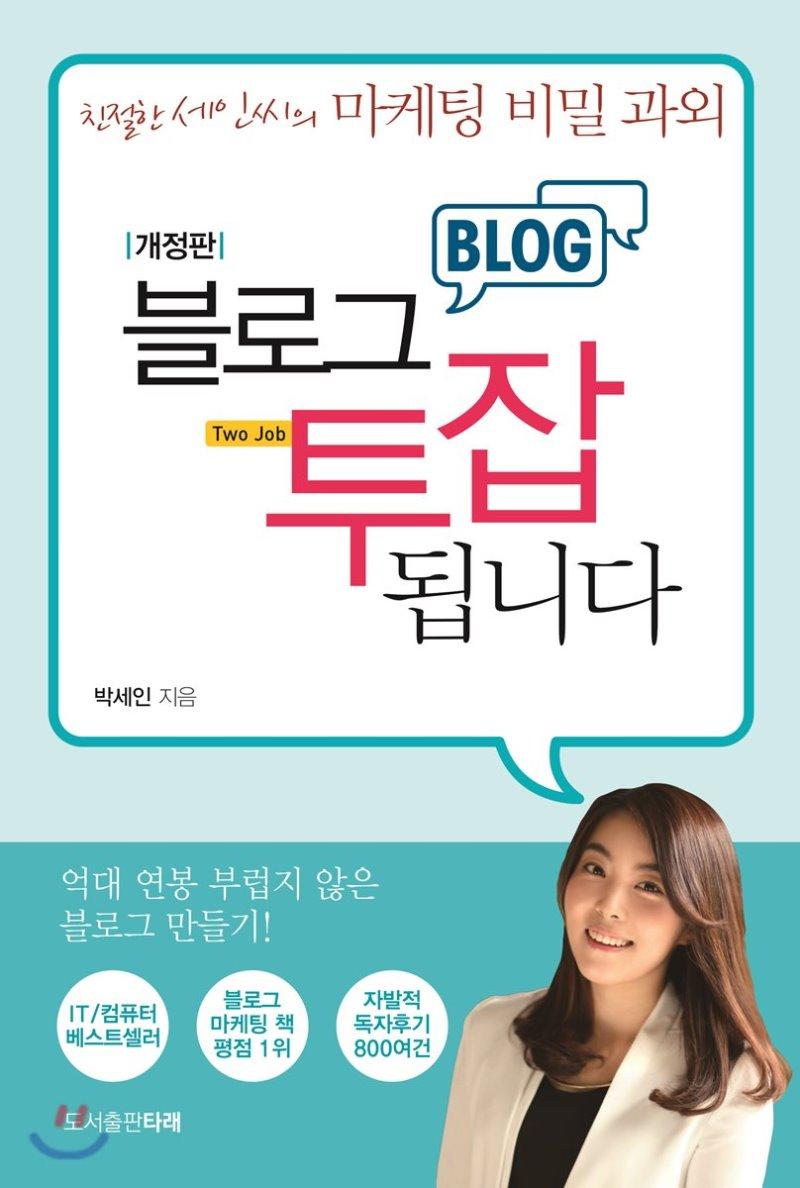 친절한 세인씨의 마케팅 비밀 과외
BLOG
|개정판|
블로그
Two Job
투잡
됩니다
박세인 지음
억대 연봉 부럽지 않은
블로그 만들기!
IT/컴퓨터
베스트셀러
블로그
마케팅 책
평점 1위
자발적
독자후기
800여건
도서출판타래